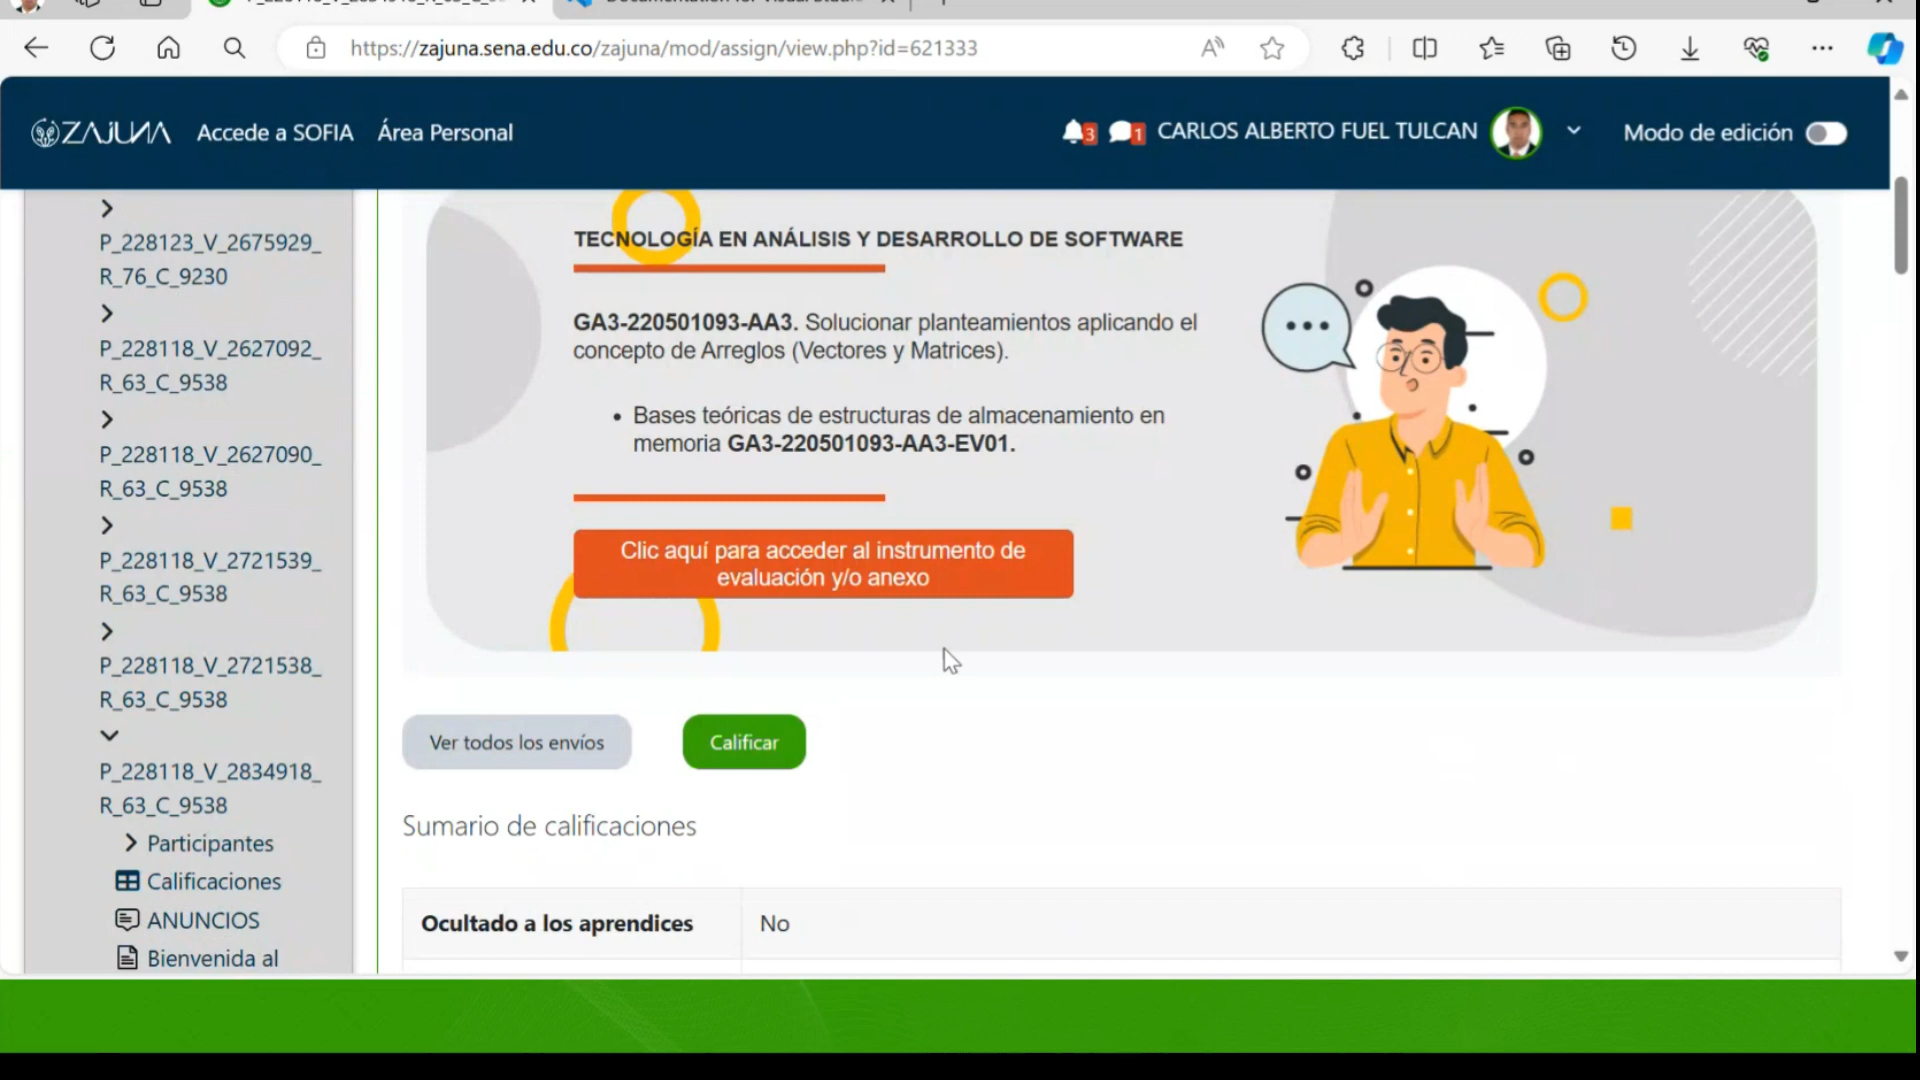 https://zajuna.sena.edu.co/zajuna/mod/assign/view.php?id=621333
ZAJUNA Accede a SOFIA Área Personal
3 1 CARLOS ALBERTO FUEL TULCAN Modo de edición
P_228123_V_2675929_
R_76_C_9230
P_228118_V_2627092_
R_63_C_9538
P_228118_V_2627090_
R_63_C_9538
P_228118_V_2721539_
R_63_C_9538
P_228118_V_2721538_
R_63_C_9538
P_228118_V_2834918_
R_63_C_9538
Participantes
Calificaciones
ANUNCIOS
Bienvenida al
TECNOLOGÍA EN ANÁLISIS Y DESARROLLO DE SOFTWARE
GA3-220501093-AA3. Solucionar planteamientos aplicando el
concepto de Arreglos (Vectores y Matrices).
• Bases teóricas de estructuras de almacenamiento en
memoria GA3-220501093-AA3-EV01.
Clic aquí para acceder al instrumento de
evaluación y/o anexo
Ver todos los envíos
Calificar
Sumario de calificaciones
Ocultado a los aprendices No